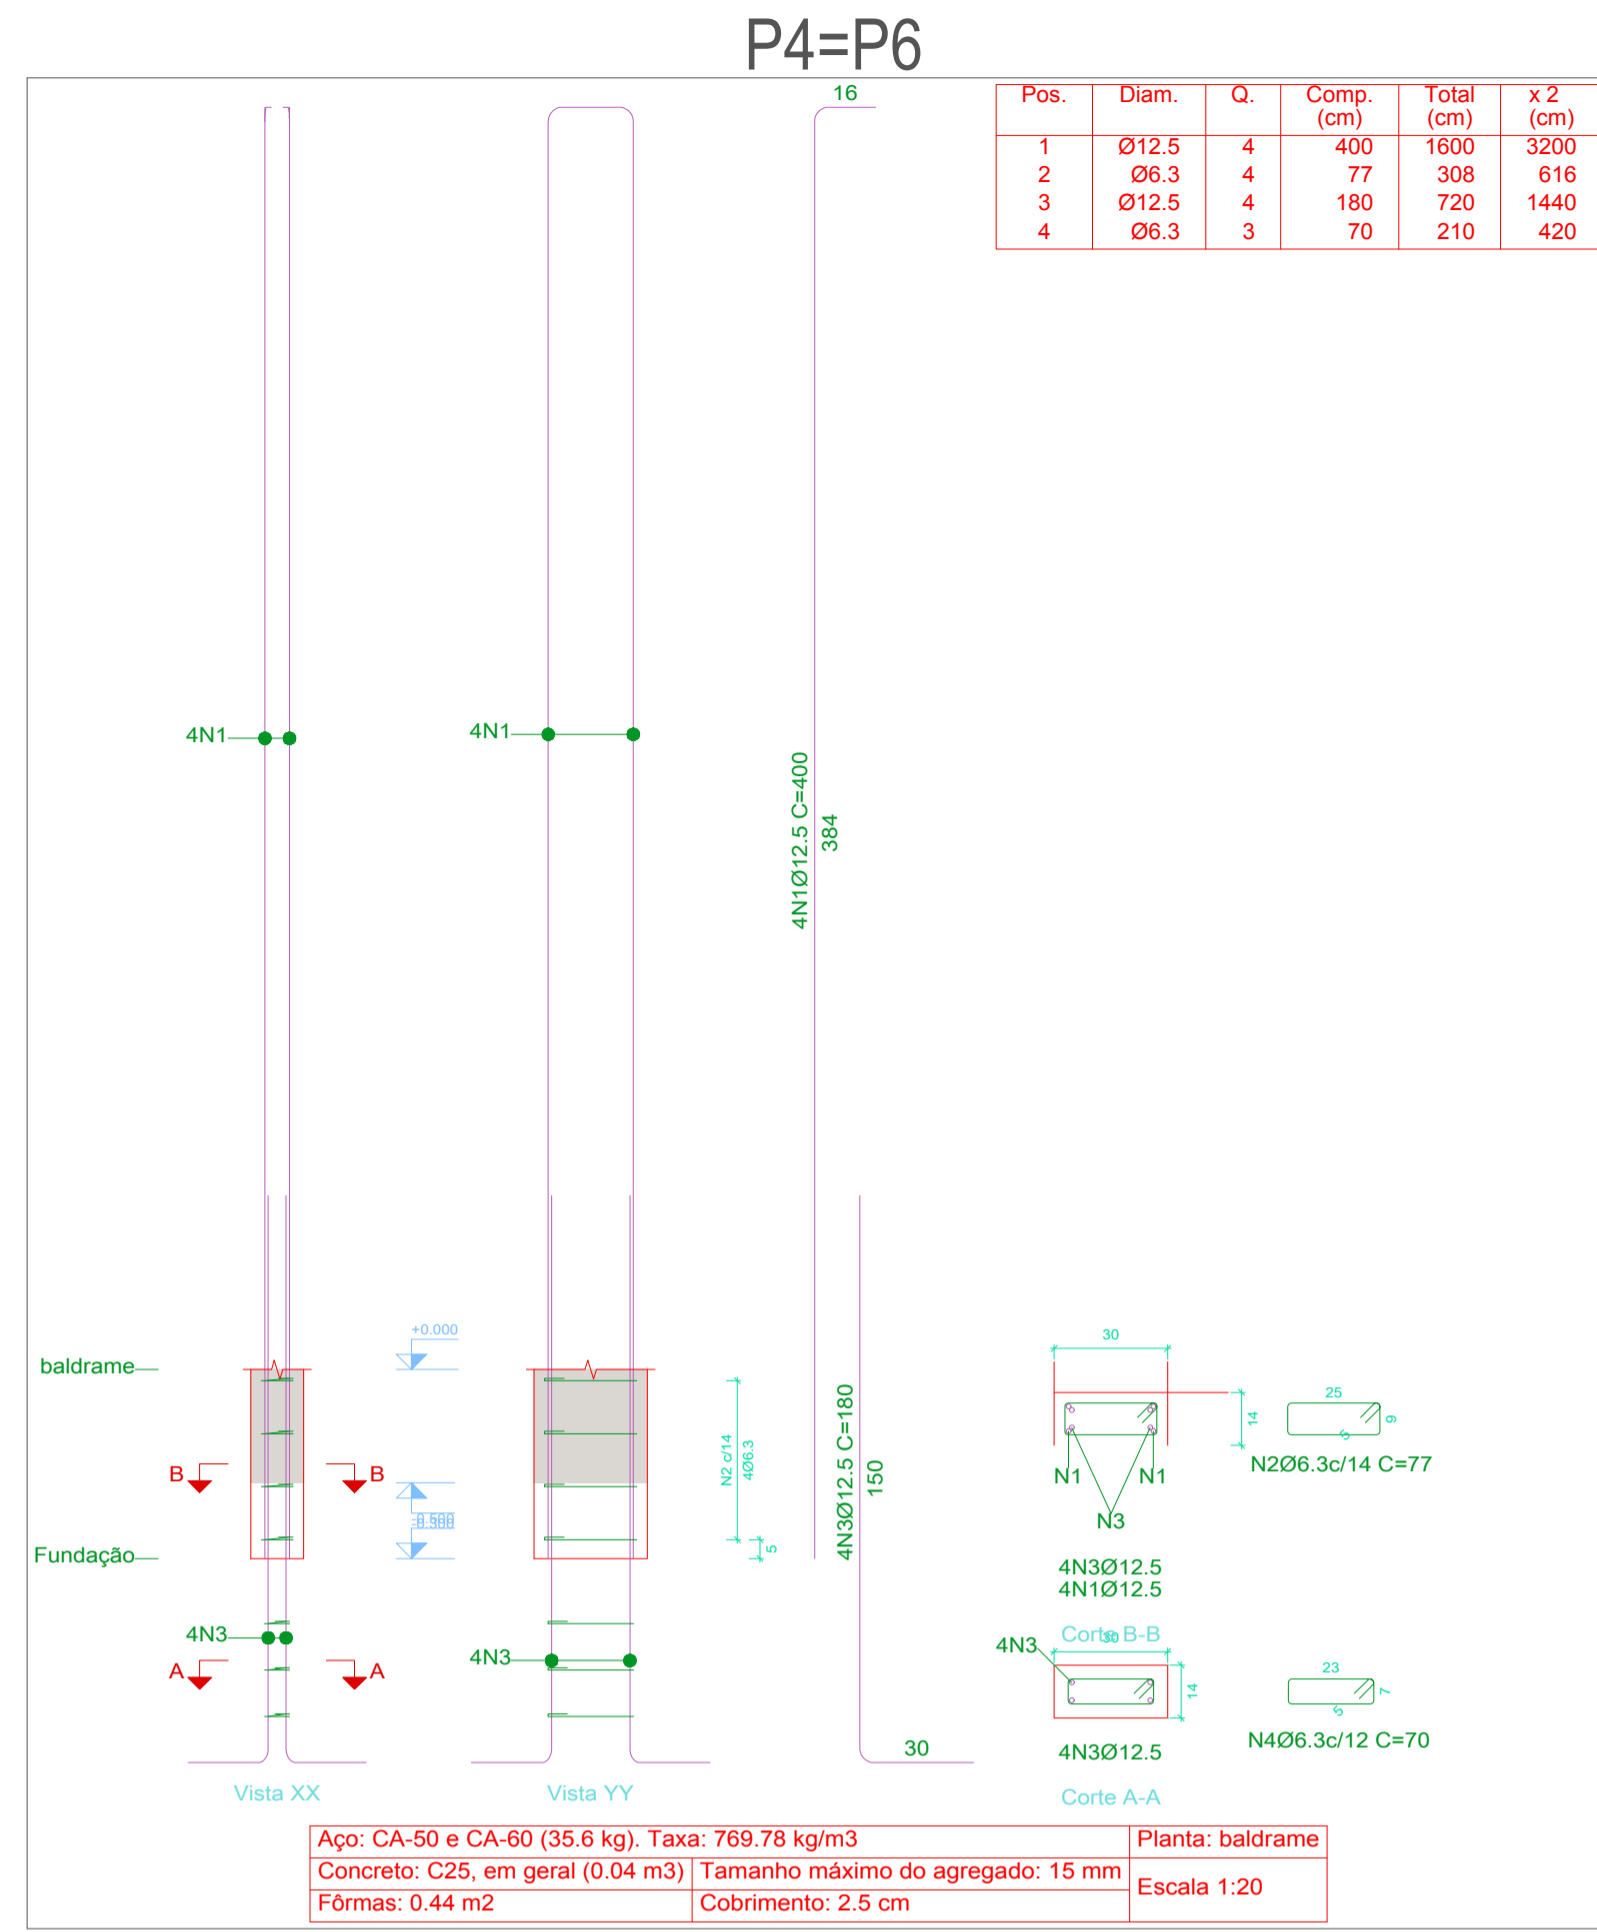 P4=P6
Pos. Diam. Q. Comp. (cm) Total (cm) x 2 (cm)
1 Ø12.5 4 400 1600 3200
2 Ø6.3 4 77 308 616
3 Ø12.5 4 180 720 1440
4 Ø6.3 3 70 210 420
16
4N1
4N1
4N1Ø12.5 C=400
384
baldrame
+0.000
B B
-0.500
Fundação
N2 c/14
4Ø6.3
5
4N3Ø12.5 C=180
150
30
4N3
4N3
A A
Vista XX
Vista YY
30
14
N1 N1
N3
4N3Ø12.5
4N1Ø12.5
Corte B-B
25
9
5
N2Ø6.3c/14 C=77
30
4N3
14
4N3Ø12.5
Corte A-A
23
7
5
N4Ø6.3c/12 C=70
Aço: CA-50 e CA-60 (35.6 kg). Taxa: 769.78 kg/m3
Planta: baldrame
Concreto: C25, em geral (0.04 m3) Tamanho máximo do agregado: 15 mm
Escala 1:20
Fôrmas: 0.44 m2 Cobrimento: 2.5 cm